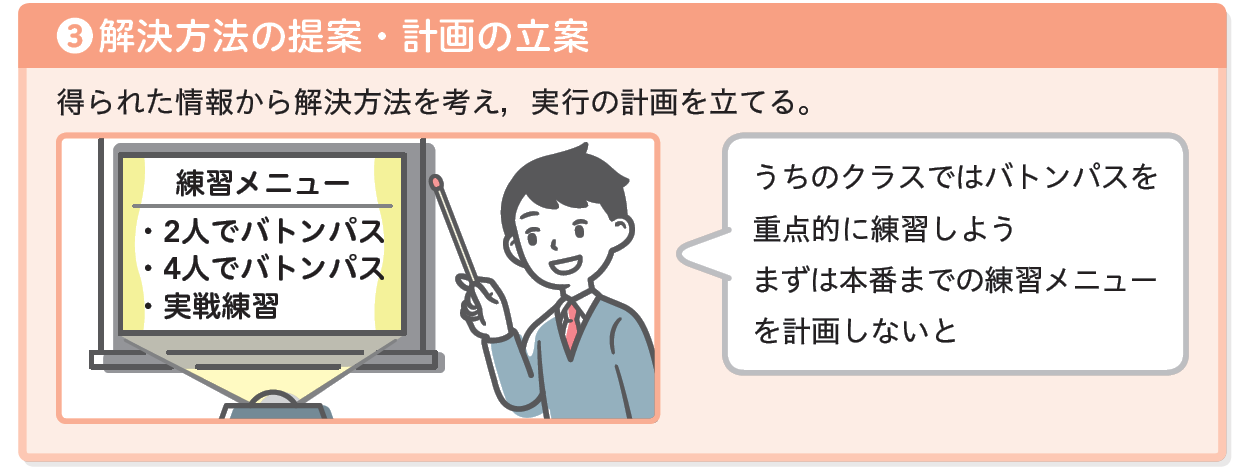 ❸解決方法の提案・計画の立案
得られた情報から解決方法を考え，実行の計画を立てる。
練習メニュー
・2人でバトンパス
・4人でバトンパス
・実戦練習
うちのクラスではバトンパスを
重点的に練習しよう
まずは本番までの練習メニュー
を計画しないと